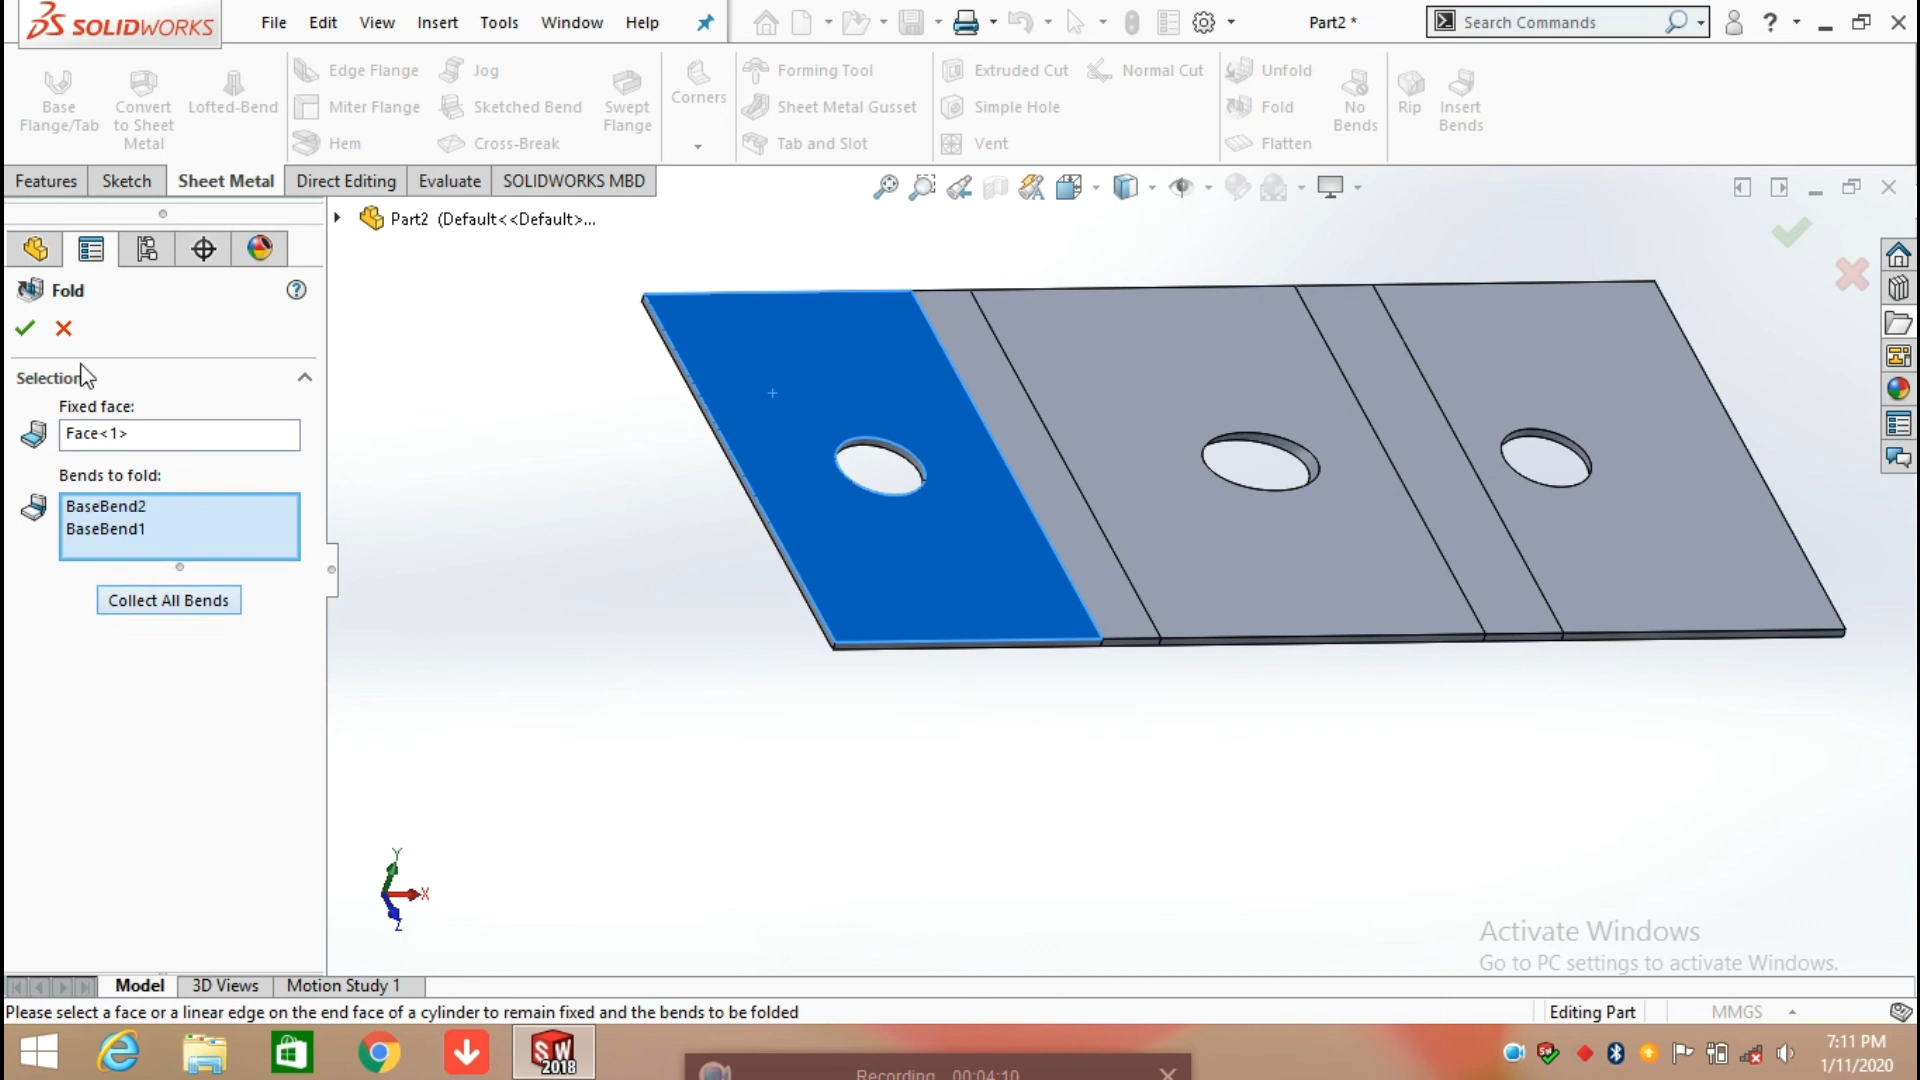 SOLIDWORKS
File Edit View Insert Tools Window Help
Part2 *
Search Commands
Base Flange/Tab
Convert to Sheet Metal
Lofted-Bend
Edge Flange
Miter Flange
Hem
Jog
Sketched Bend
Cross-Break
Swept Flange
Corners
Forming Tool
Sheet Metal Gusset
Tab and Slot
Extruded Cut
Simple Hole
Vent
Normal Cut
Unfold
Fold
Flatten
No Bends
Rip
Insert Bends
Features Sketch Sheet Metal Direct Editing Evaluate SOLIDWORKS MBD
Part2 (Default<<Default>...
Fold
Selection
Fixed face:
Face<1>
Bends to fold:
BaseBend2
BaseBend1
Collect All Bends
Y
X
Z
Activate Windows
Go to PC settings to activate Windows.
Model 3D Views Motion Study 1
Please select a face or a linear edge on the end face of a cylinder to remain fixed and the bends to be folded
Editing Part
MMGS
SW
2018
Recording 00:04:10
7:11 PM
1/11/2020